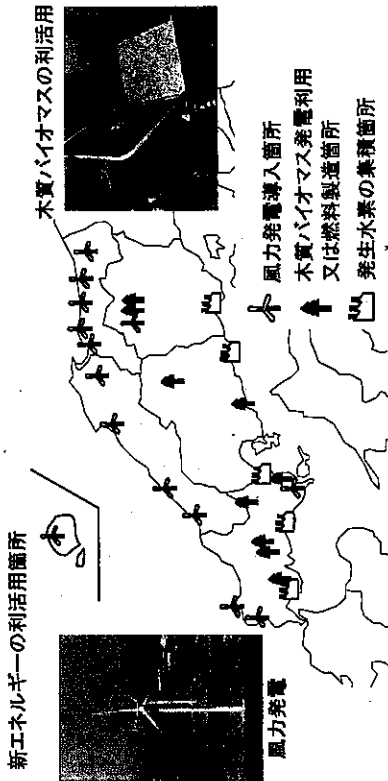 新エネルギーの利活用箇所
木質バイオマスの利活用
風力発電
風力発電導入箇所
木質バイオマス発電利用
又は燃料製造箇所
発生水素の集積箇所